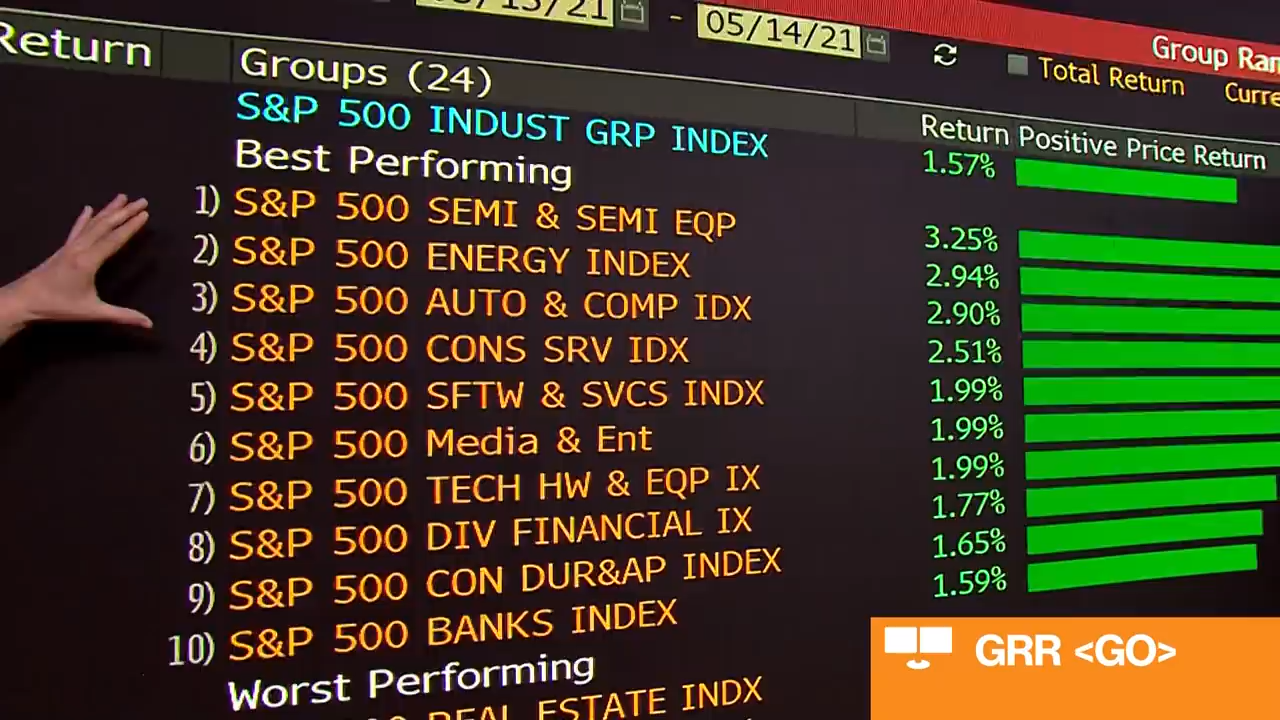 /13/21 - 05/14/21
Group Ran
Total Return Curre
Return Groups (24)
Return Positive Price Return
S&P 500 INDUST GRP INDEX 1.57%
Best Performing
1) S&P 500 SEMI & SEMI EQP 3.25%
2) S&P 500 ENERGY INDEX 2.94%
3) S&P 500 AUTO & COMP IDX 2.90%
4) S&P 500 CONS SRV IDX 2.51%
5) S&P 500 SFTW & SVCS INDX 1.99%
6) S&P 500 Media & Ent 1.99%
7) S&P 500 TECH HW & EQP IX 1.99%
8) S&P 500 DIV FINANCIAL IX 1.77%
9) S&P 500 CON DUR&AP INDEX 1.65%
10) S&P 500 BANKS INDEX 1.59%
Worst Performing
REAL ESTATE INDX
GRR <GO>